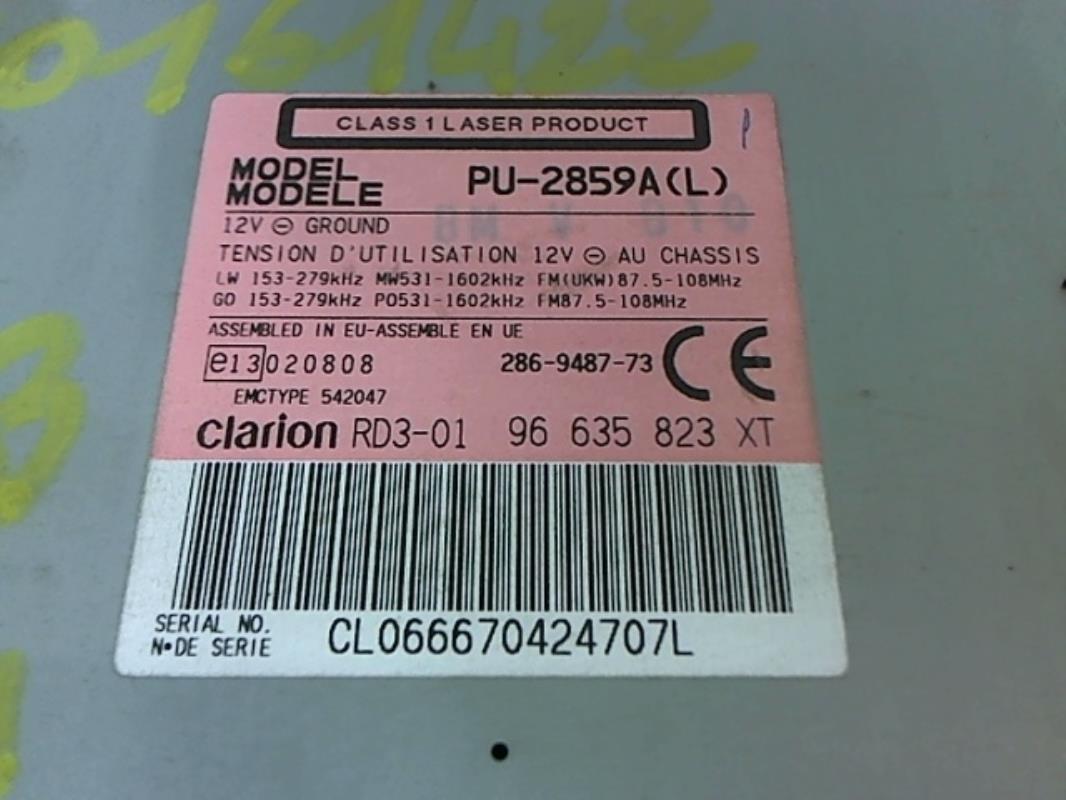 0161422
CLASS 1 LASER PRODUCT
MODEL
MODELE
PU-2859A(L)
BM V 010
12V ⊖ GROUND
TENSION D'UTILISATION 12V ⊖ AU CHASSIS
LW 153-279kHz MW531-1602kHz FM(UKW)87.5-108MHz
GO 153-279kHz PO531-1602kHz FM87.5-108MHz
ASSEMBLED IN EU-ASSEMBLE EN UE
e13 020808 286-9487-73 CE
EMCTYPE 542047
clarion RD3-01 96 635 823 XT
SERIAL NO.
N•DE SERIE
CL066670424707L